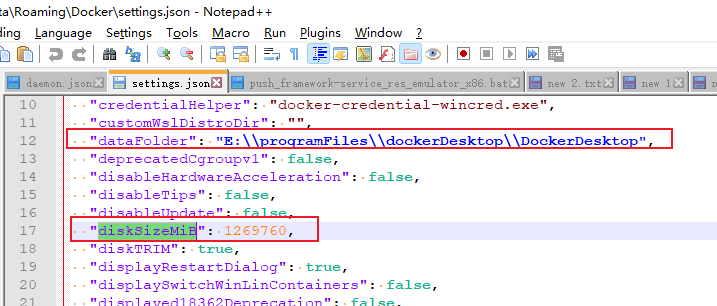 ta\Roaming\Docker\settings.json - Notepad++
ding Language Settings Tools Macro Run Plugins Window ?
daemon.json settings.json push_framework-service_res_emulator_x86.bat new 2.txt new 1
10 "credentialHelper": "docker-credential-wincred.exe",
11 "customWslDistroDir": "",
12 "dataFolder": "E:\\programFiles\\dockerDesktop\\DockerDesktop",
13 "deprecatedCgroupv1": false,
14 "disableHardwareAcceleration": false,
15 "disableTips": false,
16 "disableUpdate": false,
17 "diskSizeMiB": 1269760,
18 "diskTRIM": true,
19 "displayRestartDialog": true,
20 "displaySwitchWinLinContainers": false,
21 "displayed18362Deprecation": false,